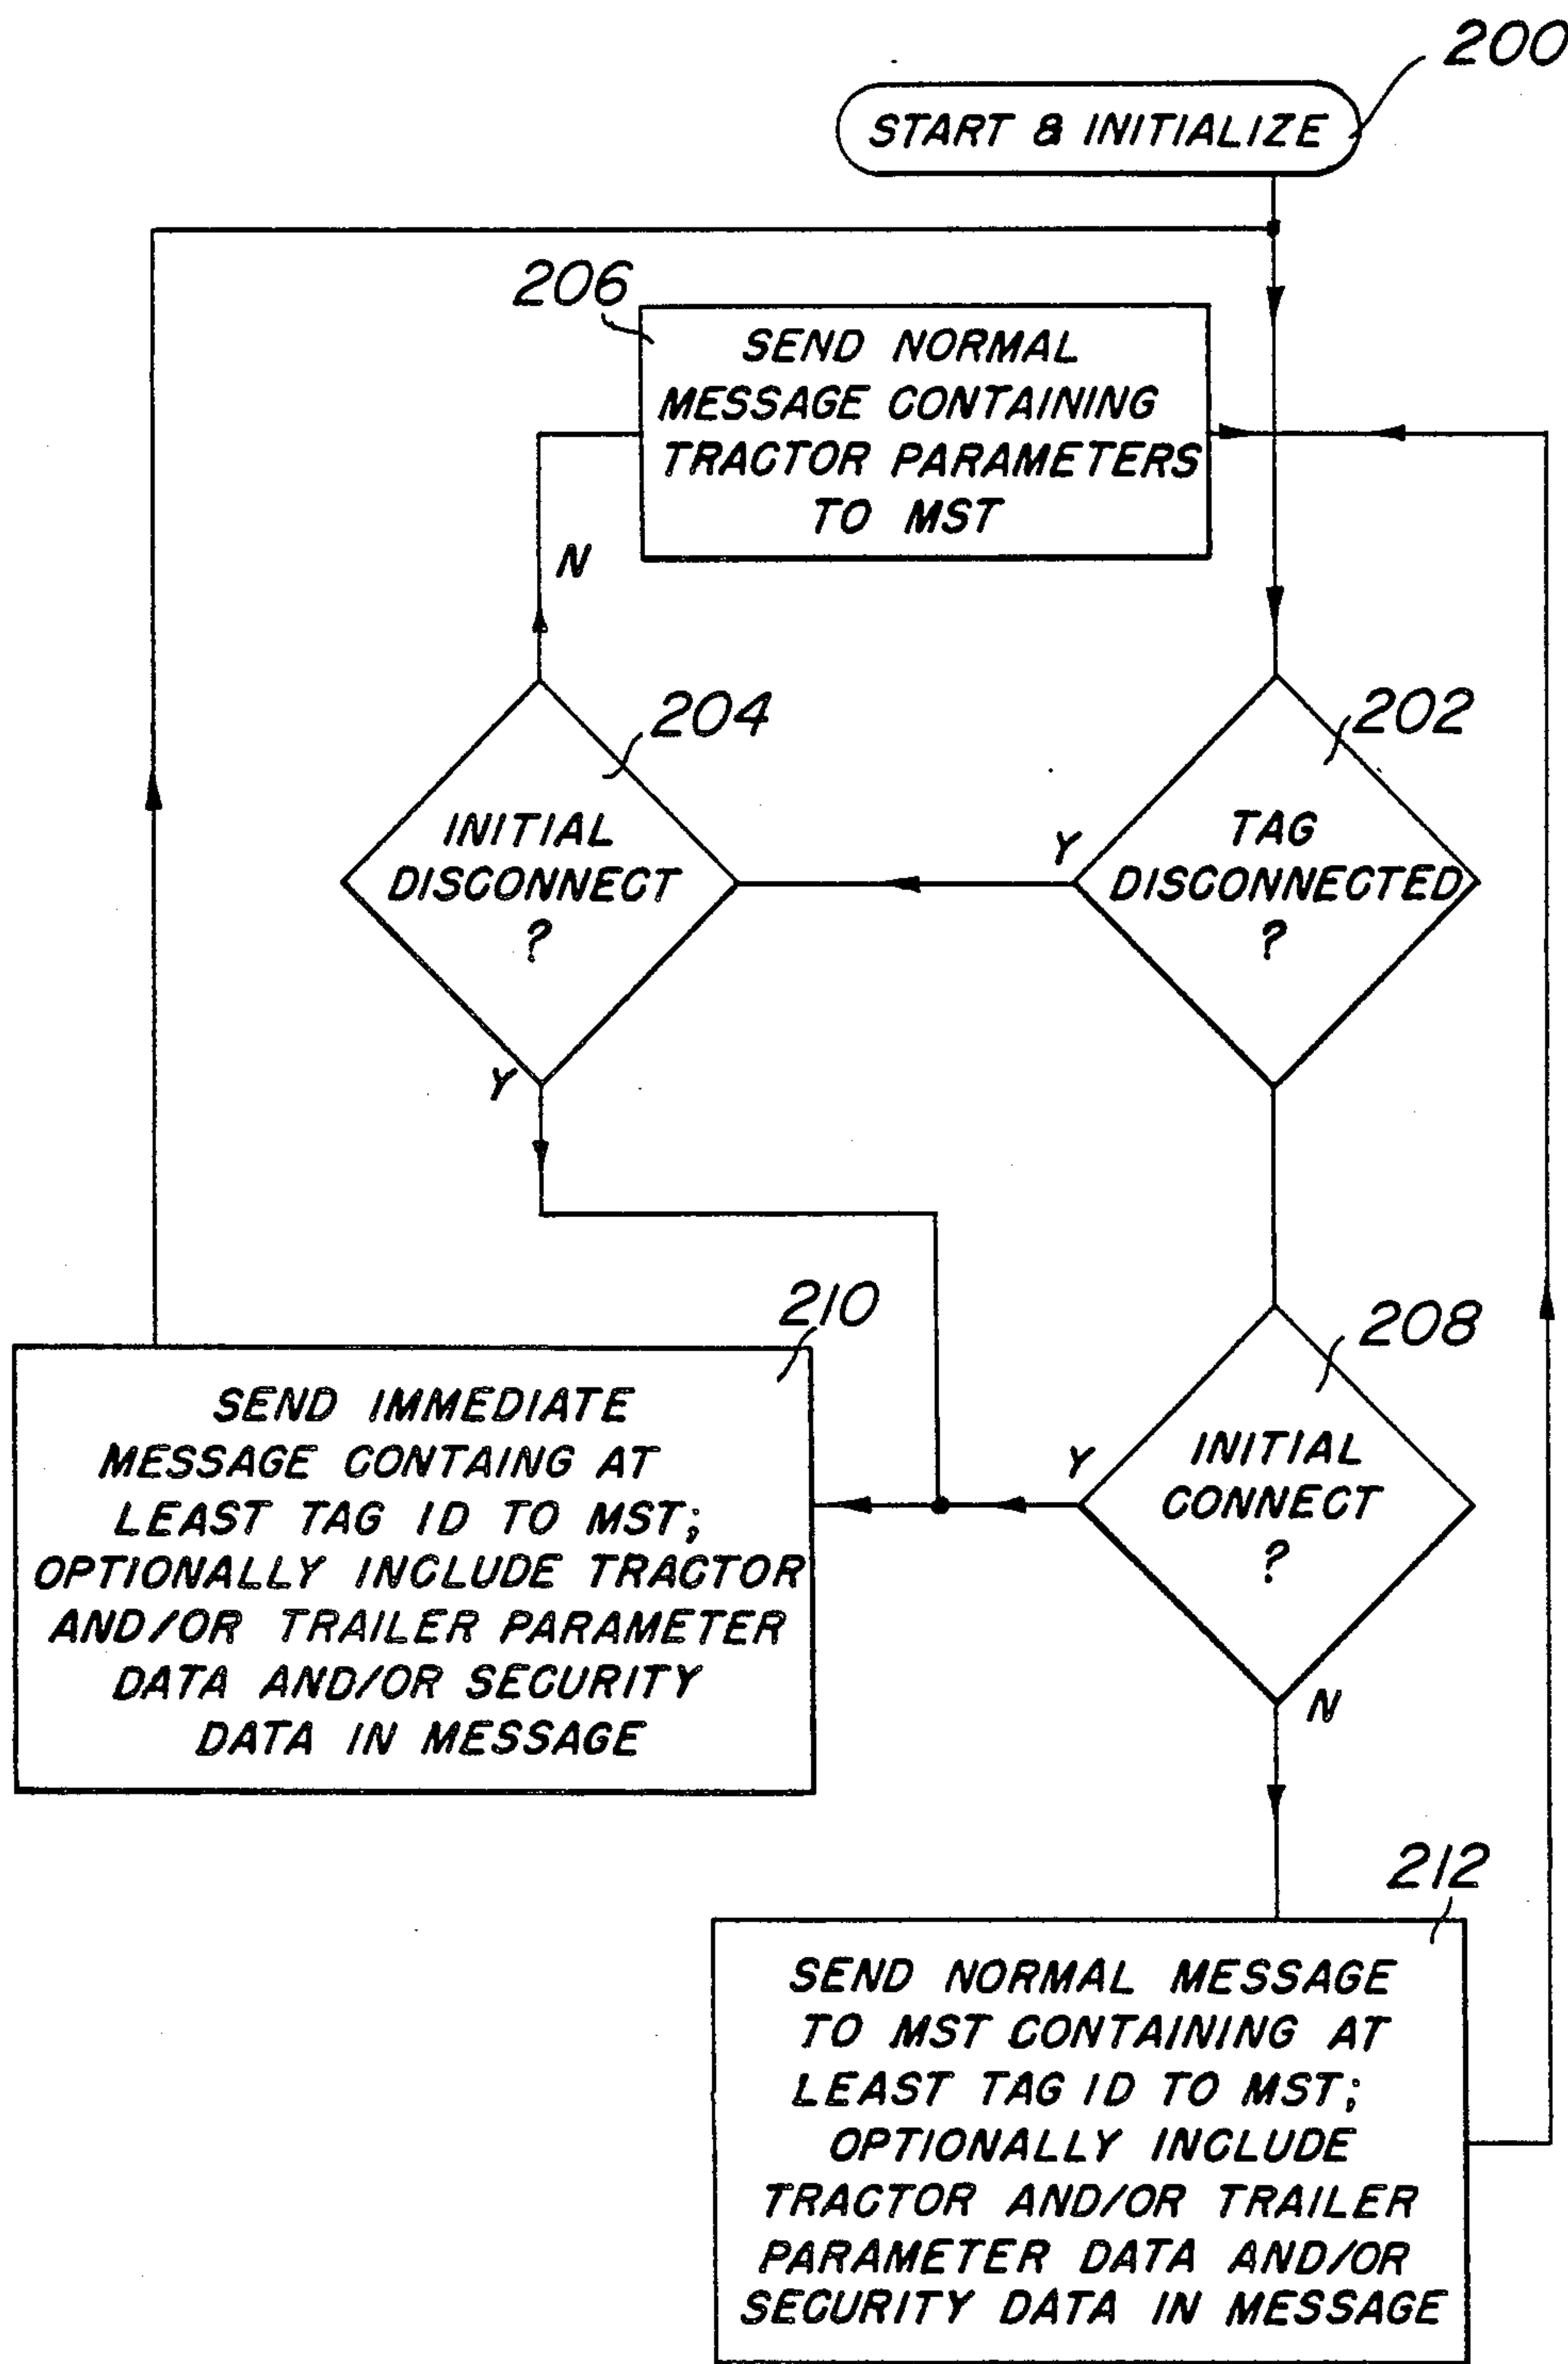 200
START & INITIALIZE
206
SEND NORMAL
MESSAGE CONTAINING
TRACTOR PARAMETERS
TO MST
N
204
INITIAL
DISCONNECT
?
Y
202
TAG
DISCONNECTED
?
Y
210
SEND IMMEDIATE
MESSAGE CONTAING AT
LEAST TAG ID TO MST;
OPTIONALLY INCLUDE TRACTOR
AND/OR TRAILER PARAMETER
DATA AND/OR SECURITY
DATA IN MESSAGE
208
Y
INITIAL
CONNECT
?
N
212
SEND NORMAL MESSAGE
TO MST CONTAINING AT
LEAST TAG ID TO MST;
OPTIONALLY INCLUDE
TRACTOR AND/OR TRAILER
PARAMETER DATA AND/OR
SECURITY DATA IN MESSAGE